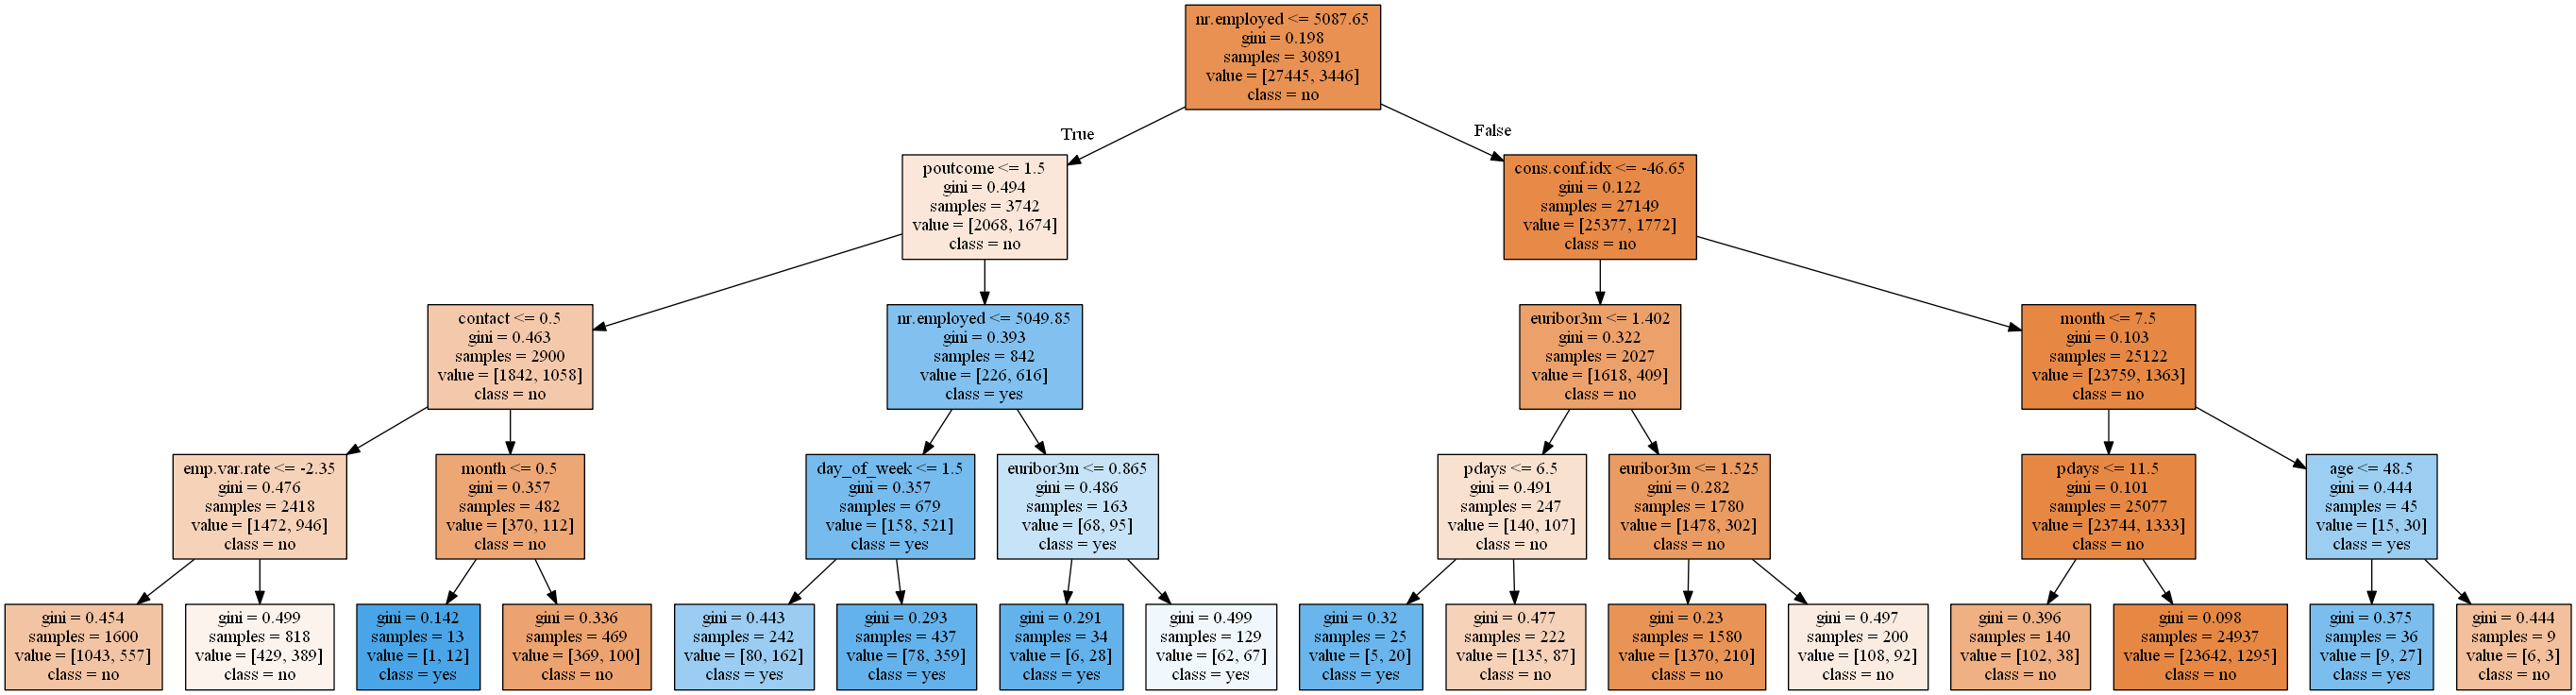 nr.employed <= 5087.65
gini = 0.198
samples = 30891
value = [27445, 3446]
class = no
True
False
poutcome <= 1.5
gini = 0.494
samples = 3742
value = [2068, 1674]
class = no
cons.conf.idx <= -46.65
gini = 0.122
samples = 27149
value = [25377, 1772]
class = no
contact <= 0.5
gini = 0.463
samples = 2900
value = [1842, 1058]
class = no
nr.employed <= 5049.85
gini = 0.393
samples = 842
value = [226, 616]
class = yes
euribor3m <= 1.402
gini = 0.322
samples = 2027
value = [1618, 409]
class = no
month <= 7.5
gini = 0.103
samples = 25122
value = [23759, 1363]
class = no
emp.var.rate <= -2.35
gini = 0.476
samples = 2418
value = [1472, 946]
class = no
month <= 0.5
gini = 0.357
samples = 482
value = [370, 112]
class = no
day_of_week <= 1.5
gini = 0.357
samples = 679
value = [158, 521]
class = yes
euribor3m <= 0.865
gini = 0.486
samples = 163
value = [68, 95]
class = yes
pdays <= 6.5
gini = 0.491
samples = 247
value = [140, 107]
class = no
euribor3m <= 1.525
gini = 0.282
samples = 1780
value = [1478, 302]
class = no
pdays <= 11.5
gini = 0.101
samples = 25077
value = [23744, 1333]
class = no
age <= 48.5
gini = 0.444
samples = 45
value = [15, 30]
class = yes
gini = 0.454
samples = 1600
value = [1043, 557]
class = no
gini = 0.499
samples = 818
value = [429, 389]
class = no
gini = 0.142
samples = 13
value = [1, 12]
class = yes
gini = 0.336
samples = 469
value = [369, 100]
class = no
gini = 0.443
samples = 242
value = [80, 162]
class = yes
gini = 0.293
samples = 437
value = [78, 359]
class = yes
gini = 0.291
samples = 34
value = [6, 28]
class = yes
gini = 0.499
samples = 129
value = [62, 67]
class = yes
gini = 0.32
samples = 25
value = [5, 20]
class = yes
gini = 0.477
samples = 222
value = [135, 87]
class = no
gini = 0.23
samples = 1580
value = [1370, 210]
class = no
gini = 0.497
samples = 200
value = [108, 92]
class = no
gini = 0.396
samples = 140
value = [102, 38]
class = no
gini = 0.098
samples = 24937
value = [23642, 1295]
class = no
gini = 0.375
samples = 36
value = [9, 27]
class = yes
gini = 0.444
samples = 9
value = [6, 3]
class = no